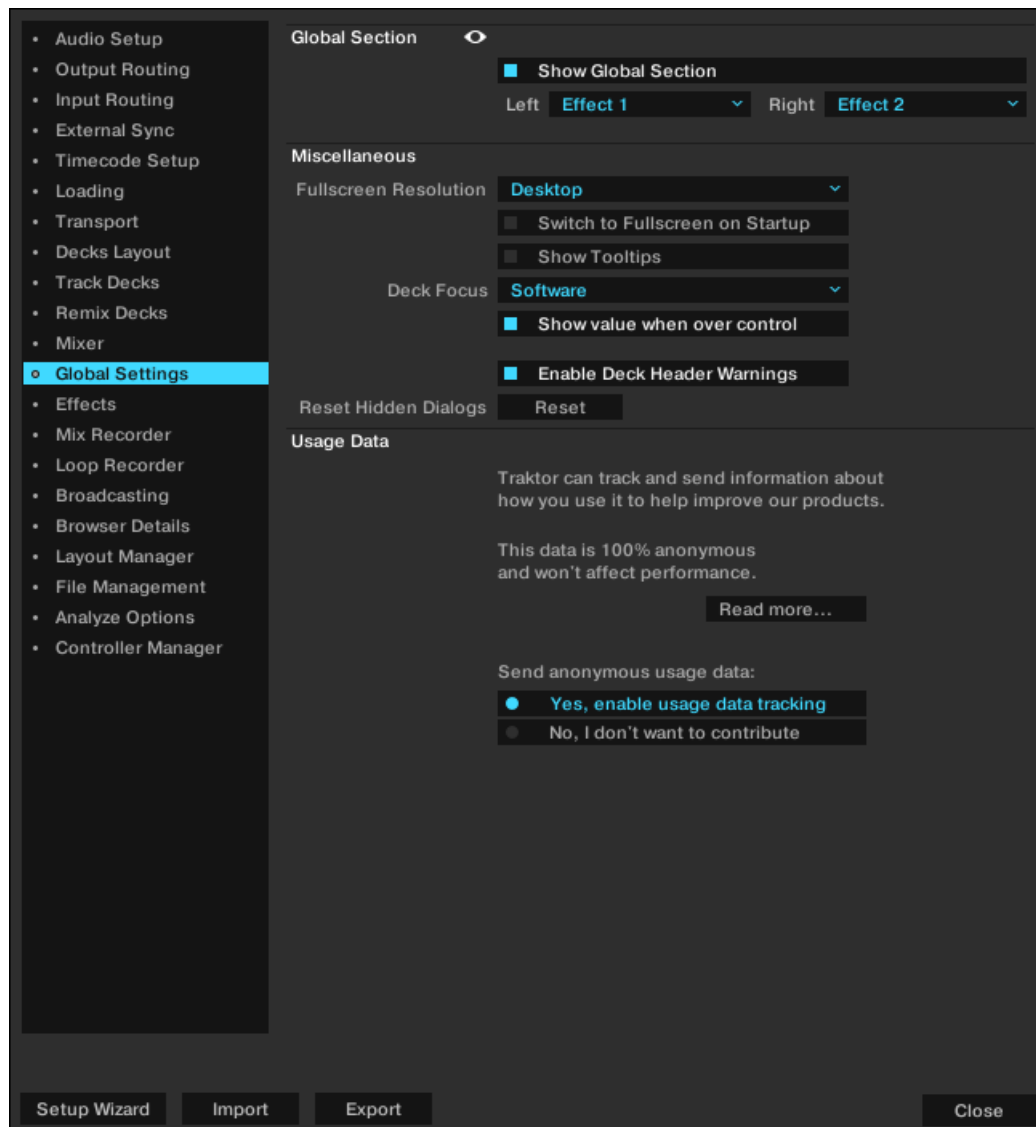 Audio Setup
Output Routing
Input Routing
External Sync
Timecode Setup
Loading
Transport
Decks Layout
Track Decks
Remix Decks
Mixer
Global Settings
Effects
Mix Recorder
Loop Recorder
Broadcasting
Browser Details
Layout Manager
File Management
Analyze Options
Controller Manager
Global Section
Show Global Section
Left Effect 1 Right Effect 2
Miscellaneous
Fullscreen Resolution Desktop
Switch to Fullscreen on Startup
Show Tooltips
Deck Focus Software
Show value when over control
Enable Deck Header Warnings
Reset Hidden Dialogs Reset
Usage Data
Traktor can track and send information about
how you use it to help improve our products.
This data is 100% anonymous
and won't affect performance.
Read more...
Send anonymous usage data:
Yes, enable usage data tracking
No, I don't want to contribute
Setup Wizard Import Export Close